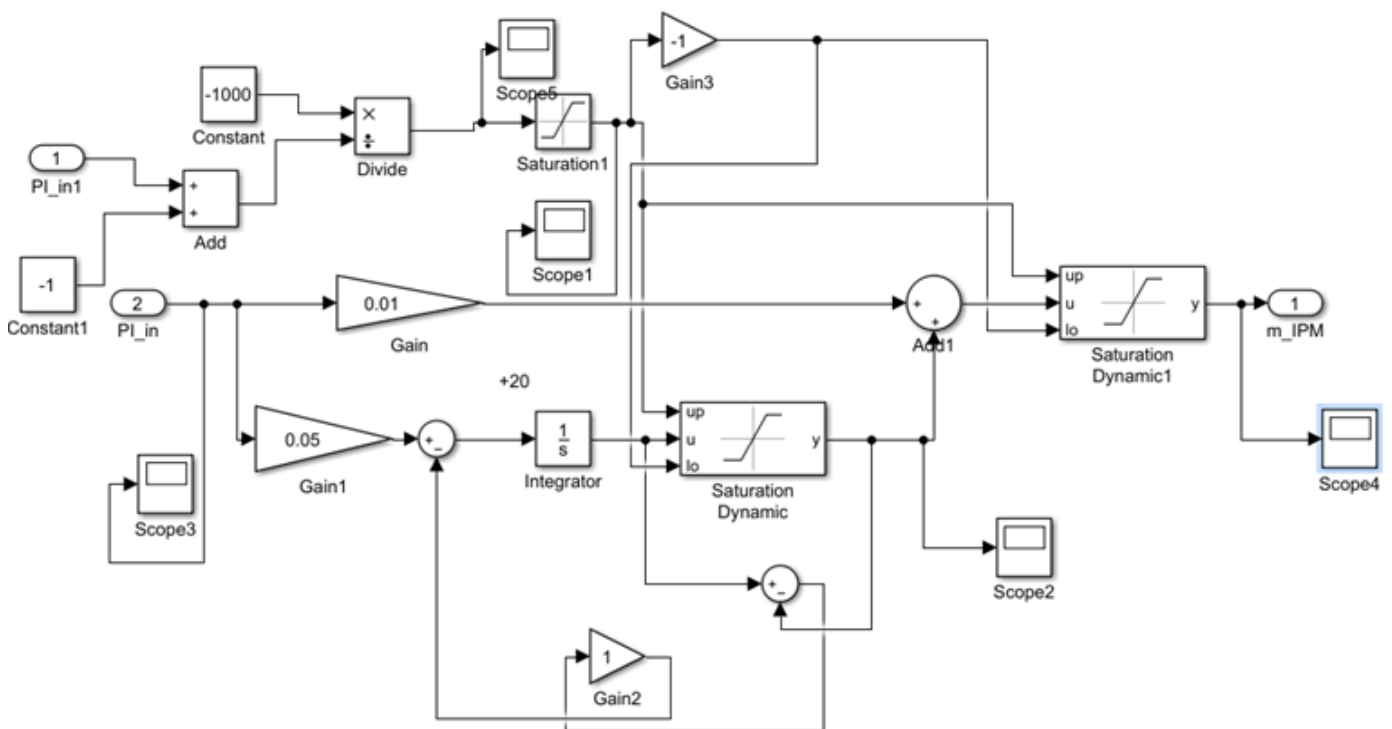 Scope5
-1
Gain3
-1000
Constant
×
÷
Divide
Saturation1
1
PI_in1
+
+
Add
Scope1
-1
Constant1
2
PI_in
0.01
Gain
+
+
Add1
up
u
lo
y
Saturation
Dynamic1
1
m_IPM
+20
0.05
Gain1
+
−
1
s
Integrator
up
u
lo
y
Saturation
Dynamic
Scope4
Scope3
Scope2
+
−
1
Gain2